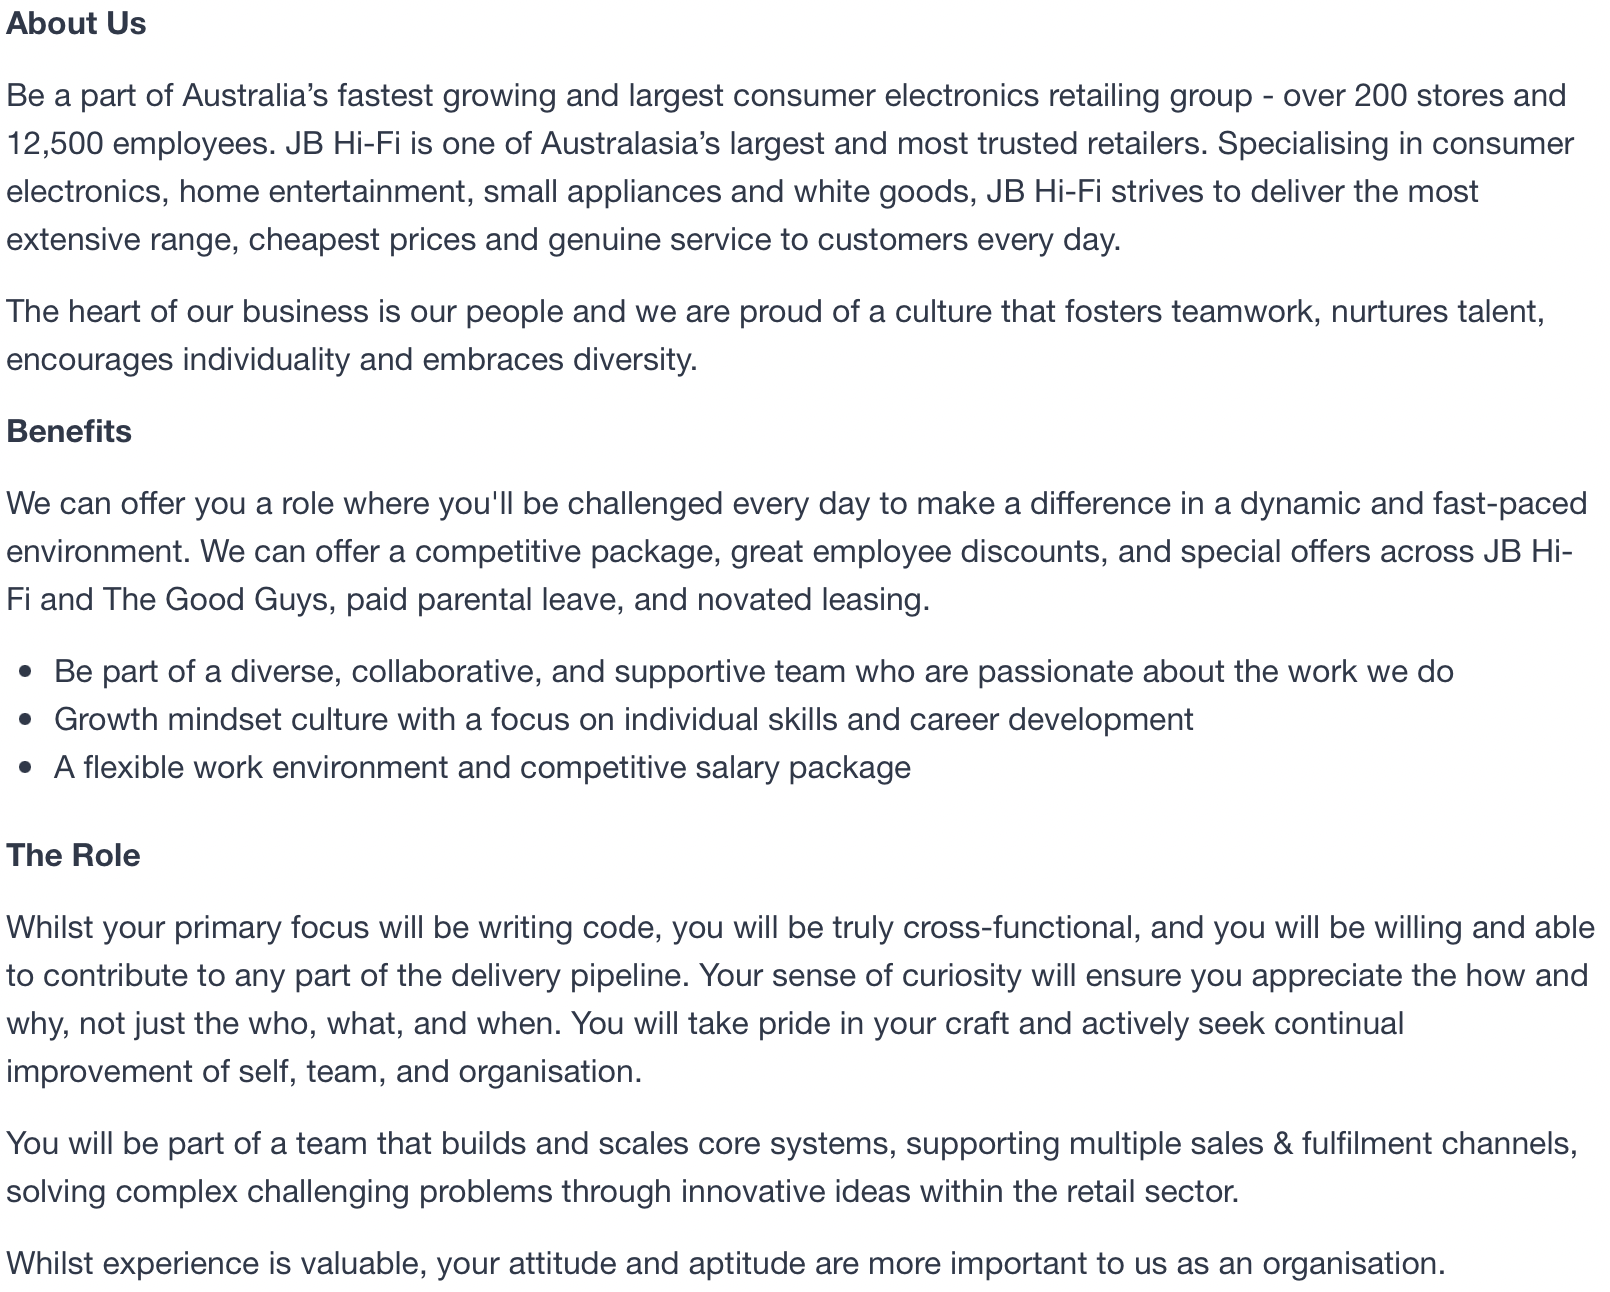 About Us
Be a part of Australia’s fastest growing and largest consumer electronics retailing group - over 200 stores and
12,500 employees. JB Hi-Fi is one of Australasia’s largest and most trusted retailers. Specialising in consumer
electronics, home entertainment, small appliances and white goods, JB Hi-Fi strives to deliver the most
extensive range, cheapest prices and genuine service to customers every day.
The heart of our business is our people and we are proud of a culture that fosters teamwork, nurtures talent,
encourages individuality and embraces diversity.
Benefits
We can offer you a role where you'll be challenged every day to make a difference in a dynamic and fast-paced
environment. We can offer a competitive package, great employee discounts, and special offers across JB Hi-
Fi and The Good Guys, paid parental leave, and novated leasing.
• Be part of a diverse, collaborative, and supportive team who are passionate about the work we do
• Growth mindset culture with a focus on individual skills and career development
• A flexible work environment and competitive salary package
The Role
Whilst your primary focus will be writing code, you will be truly cross-functional, and you will be willing and able
to contribute to any part of the delivery pipeline. Your sense of curiosity will ensure you appreciate the how and
why, not just the who, what, and when. You will take pride in your craft and actively seek continual
improvement of self, team, and organisation.
You will be part of a team that builds and scales core systems, supporting multiple sales & fulfilment channels,
solving complex challenging problems through innovative ideas within the retail sector.
Whilst experience is valuable, your attitude and aptitude are more important to us as an organisation.